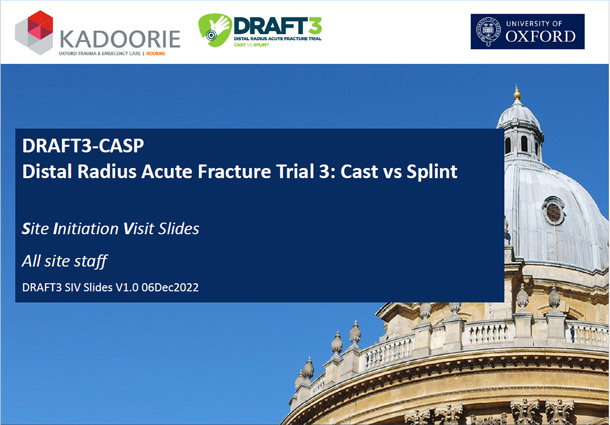 KADOORIE
OXFORD TRAUMA & EMERGENCY CARE | NDORMS
DRAFT3
DISTAL RADIUS ACUTE FRACTURE TRIAL
CAST VS SPLINT
UNIVERSITY OF
OXFORD
DRAFT3-CASP
Distal Radius Acute Fracture Trial 3: Cast vs Splint
Site Initiation Visit Slides
All site staff
DRAFT3 SIV Slides V1.0 06Dec2022